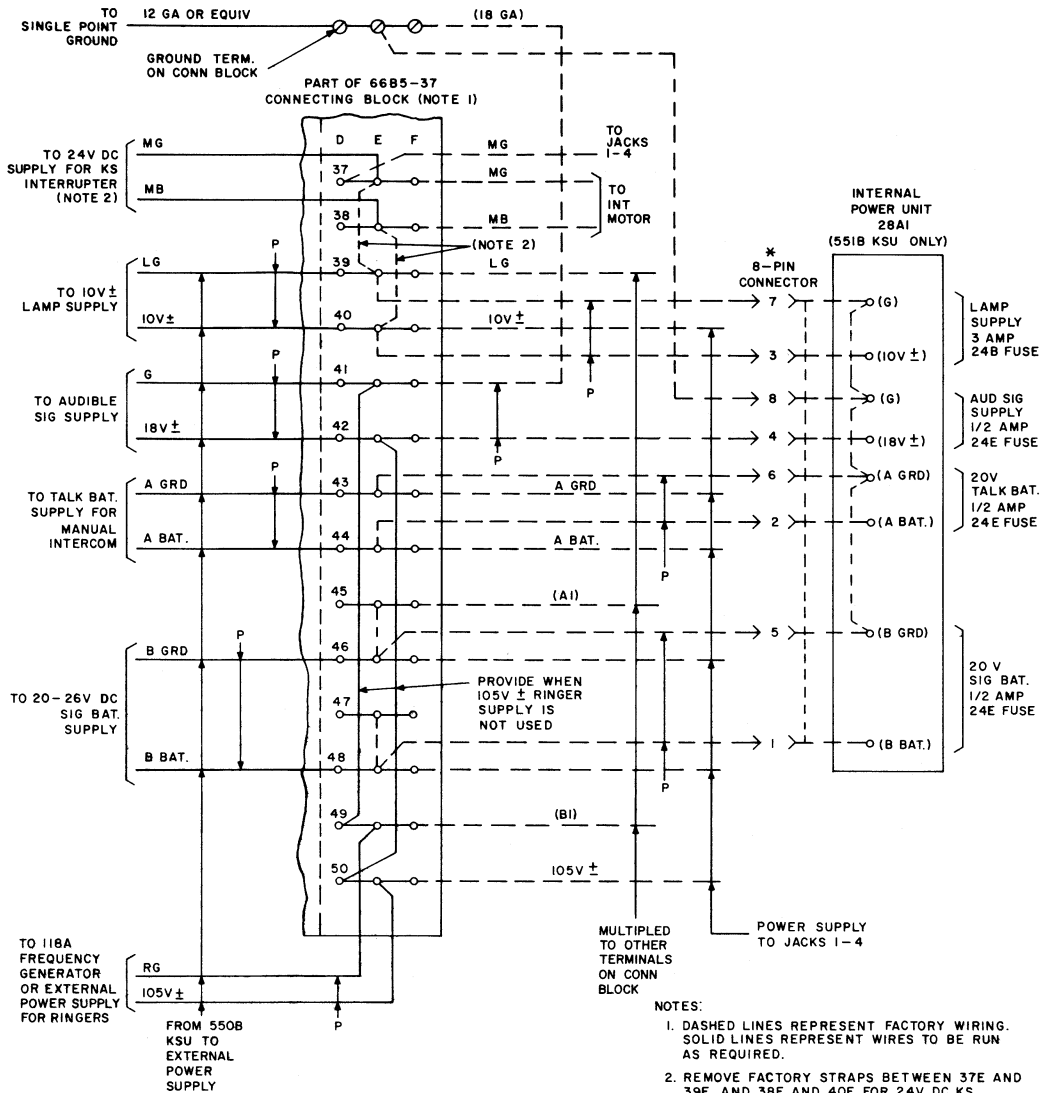 TO
SINGLE POINT
GROUND
12 GA OR EQUIV
(18 GA)
GROUND TERM.
ON CONN BLOCK
PART OF 66B5-37
CONNECTING BLOCK (NOTE 1)
D E F
TO 24V DC
SUPPLY FOR KS
INTERRUPTER
(NOTE 2)
MG
MB
37
38
MG
MG
MB
TO
JACKS
1-4
TO
INT
MOTOR
(NOTE 2)
INTERNAL
POWER UNIT
28A1
(551B KSU ONLY)
*
8-PIN
CONNECTOR
TO 10V±
LAMP SUPPLY
LG
10V±
P
39
40
LG
10V±
P
7
3
(G)
(10V±)
LAMP
SUPPLY
3 AMP
24B FUSE
TO AUDIBLE
SIG SUPPLY
G
18V±
P
41
42
P
8
4
(G)
(18V±)
AUD SIG
SUPPLY
1/2 AMP
24E FUSE
TO TALK BAT.
SUPPLY FOR
MANUAL
INTERCOM
A GRD
A BAT.
P
43
44
A GRD
A BAT.
P
6
2
(A GRD)
(A BAT.)
20V
TALK BAT.
1/2 AMP
24E FUSE
45
(A1)
TO 20-26V DC
SIG BAT.
SUPPLY
B GRD
B BAT.
P
46
47
48
PROVIDE WHEN
105V ± RINGER
SUPPLY IS
NOT USED
P
5
1
(B GRD)
(B BAT.)
20 V
SIG BAT.
1/2 AMP
24E FUSE
49
(B1)
50
105V ±
TO 118A
FREQUENCY
GENERATOR
OR EXTERNAL
POWER SUPPLY
FOR RINGERS
RG
105V±
P
FROM 550B
KSU TO
EXTERNAL
POWER
SUPPLY
MULTIPLED
TO OTHER
TERMINALS
ON CONN
BLOCK
POWER SUPPLY
TO JACKS 1-4
NOTES:
1. DASHED LINES REPRESENT FACTORY WIRING.
SOLID LINES REPRESENT WIRES TO BE RUN
AS REQUIRED.
2. REMOVE FACTORY STRAPS BETWEEN 37E AND
39E, AND 38E AND 40E FOR 24V DC KS